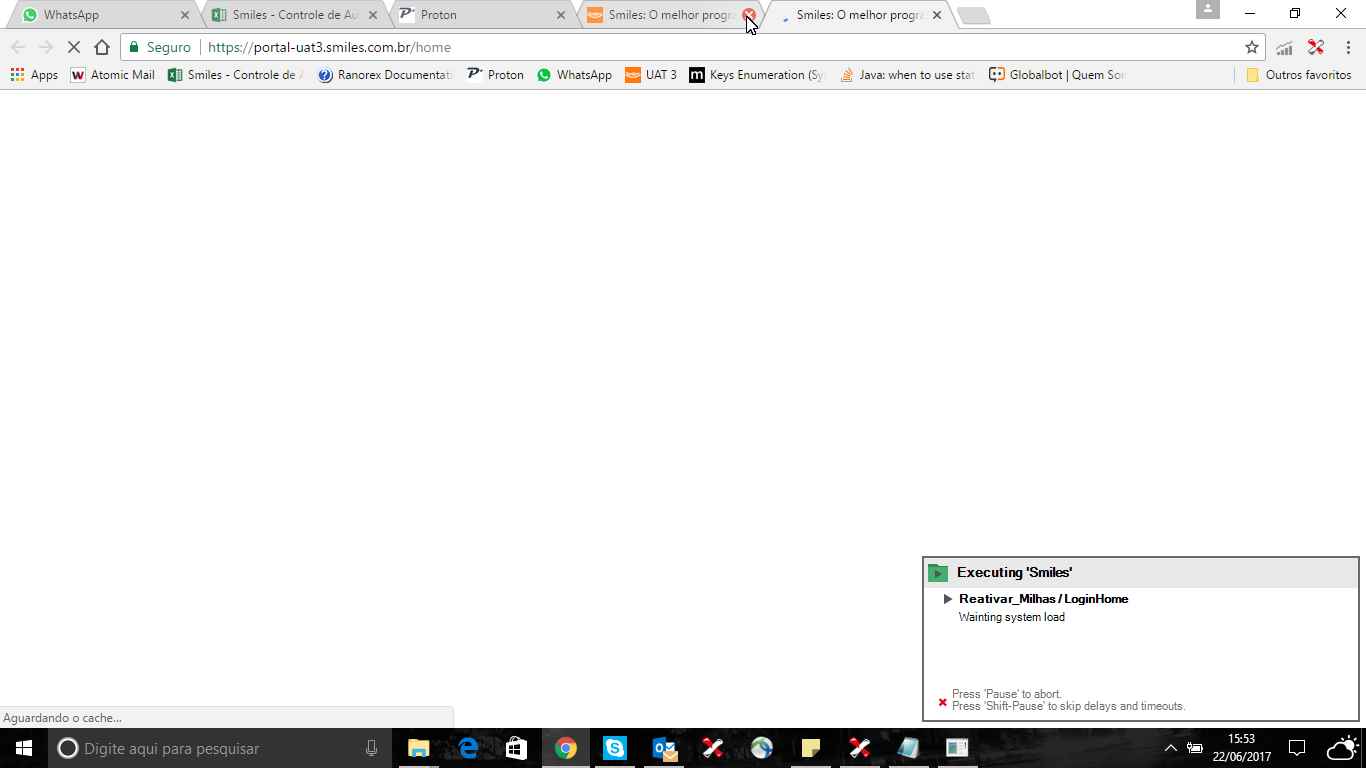 WhatsApp
Smiles - Controle de Au
Proton
Smiles: O melhor progra
Smiles: O melhor progra
Seguro
https://portal-uat3.smiles.com.br/home
Apps
Atomic Mail
Smiles - Controle de A
Ranorex Documentati
Proton
WhatsApp
UAT 3
Keys Enumeration (Sy
Java: when to use stat
Globalbot | Quem Son
Outros favoritos
Executing 'Smiles'
Reativar_Milhas / LoginHome
Wainting system load
Press 'Pause' to abort.
Press 'Shift-Pause' to skip delays and timeouts.
Aguardando o cache...
Digite aqui para pesquisar
15:53
22/06/2017